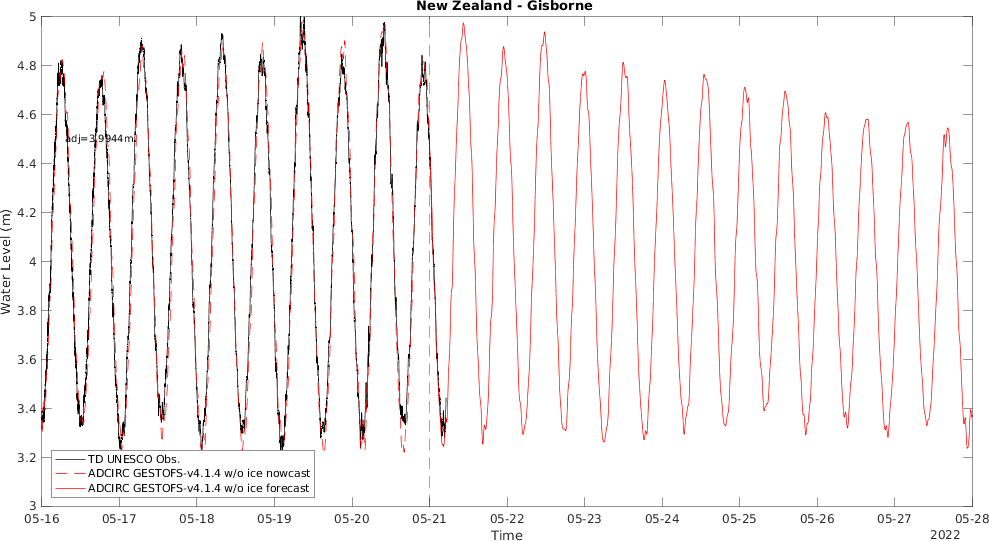 New Zealand - Gisborne
Water Level (m)
5
4.8
4.6
4.4
4.2
4
3.8
3.6
3.4
3.2
3
adj=3.9944m
TD UNESCO Obs.
ADCIRC GESTOFS-v4.1.4 w/o ice nowcast
ADCIRC GESTOFS-v4.1.4 w/o ice forecast
05-16 05-17 05-18 05-19 05-20 05-21 05-22 05-23 05-24 05-25 05-26 05-27 05-28
Time
2022